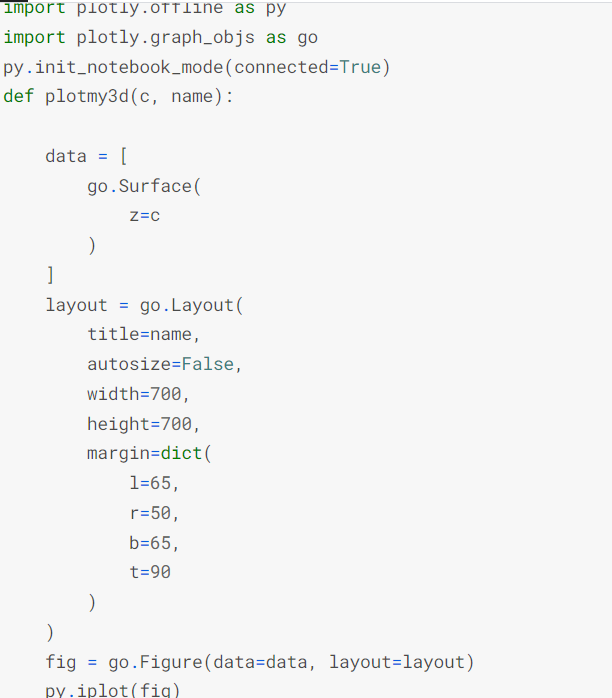 import plotly.offline as py
import plotly.graph_objs as go
py.init_notebook_mode(connected=True)
def plotmy3d(c, name):

    data = [
        go.Surface(
            z=c
        )
    ]
    layout = go.Layout(
        title=name,
        autosize=False,
        width=700,
        height=700,
        margin=dict(
            l=65,
            r=50,
            b=65,
            t=90
        )
    )
    fig = go.Figure(data=data, layout=layout)
    py.iplot(fig)